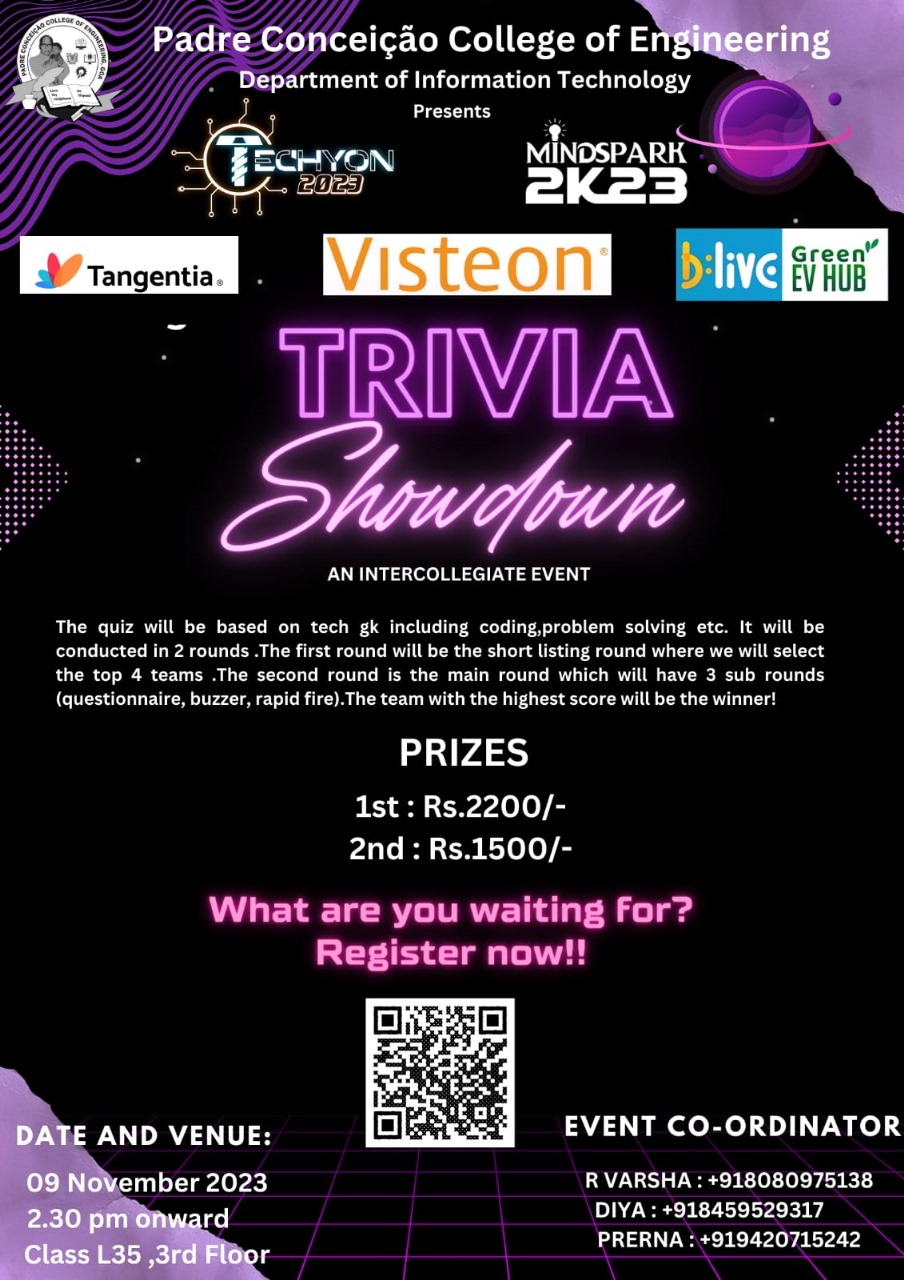 PADRE CONCEIÇÃO COLLEGE OF ENGINEERING, GOA
Padre Conceição College of Engineering
Department of Information Technology
Presents
TECHYON
2023
MINDSPARK
2K23
Tangentia®
Visteon®
b:live Green
EV HUB
TRIVIA
Showdown
AN INTERCOLLEGIATE EVENT
The quiz will be based on tech gk including coding,problem solving etc. It will be
conducted in 2 rounds .The first round will be the short listing round where we will select
the top 4 teams .The second round is the main round which will have 3 sub rounds
(questionnaire, buzzer, rapid fire).The team with the highest score will be the winner!
PRIZES
1st : Rs.2200/-
2nd : Rs.1500/-
What are you waiting for?
Register now!!
DATE AND VENUE:
09 November 2023
2.30 pm onward
Class L35 ,3rd Floor
EVENT CO-ORDINATOR
R VARSHA : +918080975138
DIYA : +918459529317
PRERNA : +919420715242